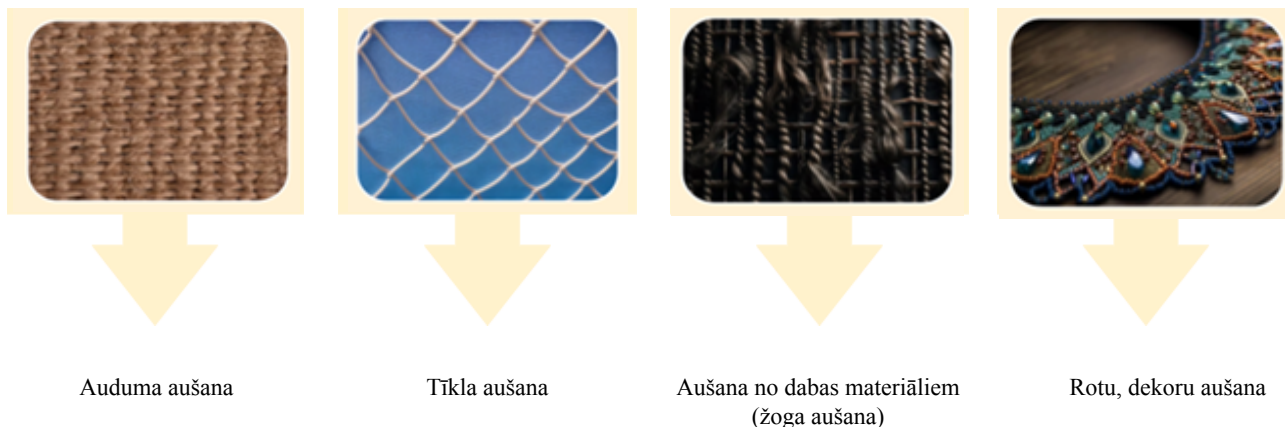 Auduma aušana
Tīkla aušana
Aušana no dabas materiāliem
(žoga aušana)
Rotu, dekoru aušana